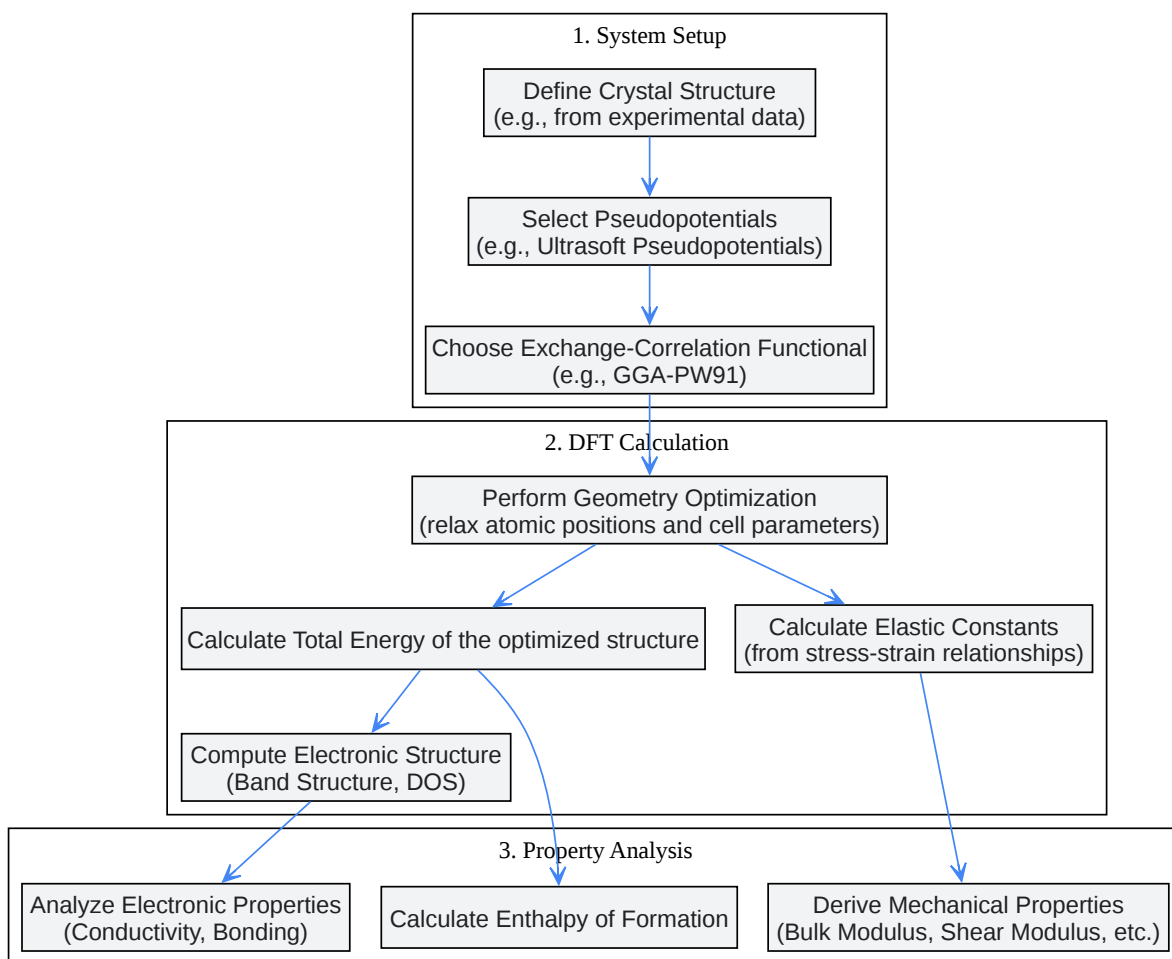 1. System Setup
Define Crystal Structure
(e.g., from experimental data)
Select Pseudopotentials
(e.g., Ultrasoft Pseudopotentials)
Choose Exchange-Correlation Functional
(e.g., GGA-PW91)
2. DFT Calculation
Perform Geometry Optimization
(relax atomic positions and cell parameters)
Calculate Total Energy of the optimized structure
Calculate Elastic Constants
(from stress-strain relationships)
Compute Electronic Structure
(Band Structure, DOS)
3. Property Analysis
Analyze Electronic Properties
(Conductivity, Bonding)
Calculate Enthalpy of Formation
Derive Mechanical Properties
(Bulk Modulus, Shear Modulus, etc.)